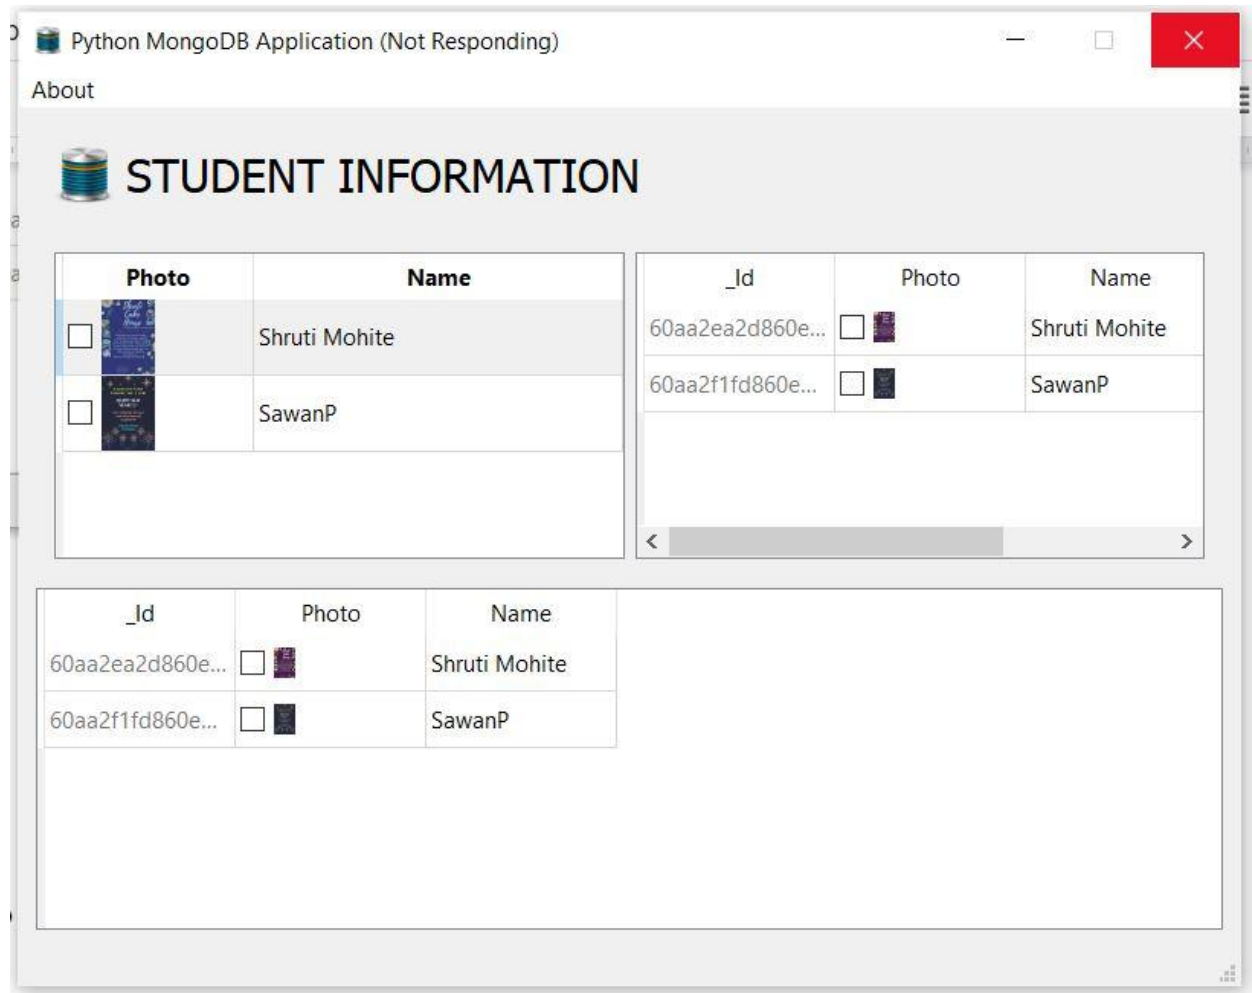 Python MongoDB Application (Not Responding)
About
STUDENT INFORMATION
Photo Name
Shruti Mohite
SawanP
_Id Photo Name
60aa2ea2d860e... Shruti Mohite
60aa2f1fd860e... SawanP
_Id Photo Name
60aa2ea2d860e... Shruti Mohite
60aa2f1fd860e... SawanP